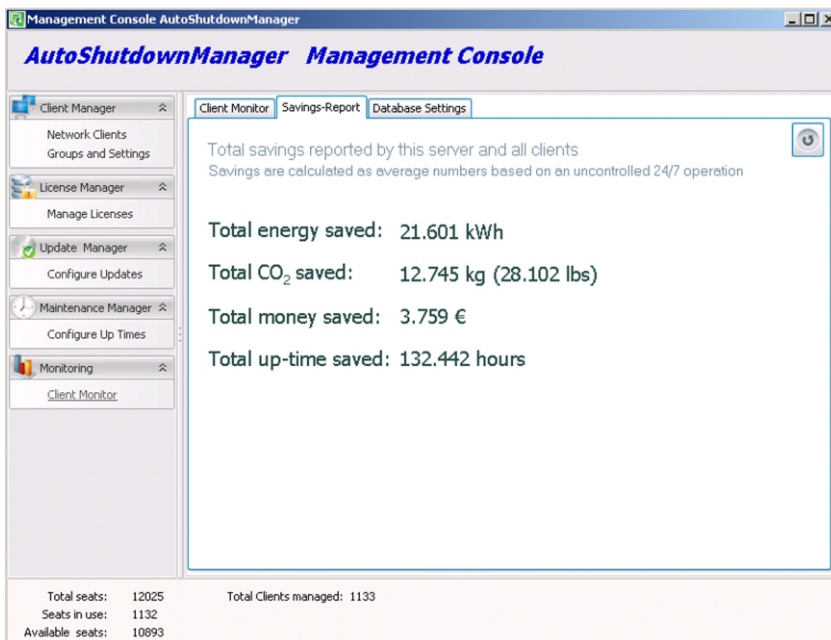 Management Console AutoShutdownManager
AutoShutdownManager Management Console
Client Manager
Network Clients
Groups and Settings
License Manager
Manage Licenses
Update Manager
Configure Updates
Maintenance Manager
Configure Up Times
Monitoring
Client Monitor
Client Monitor Savings-Report Database Settings
Total savings reported by this server and all clients
Savings are calculated as average numbers based on an uncontrolled 24/7 operation
Total energy saved: 21.601 kWh
Total CO₂ saved: 12.745 kg (28.102 lbs)
Total money saved: 3.759 €
Total up-time saved: 132.442 hours
Total seats: 12025 Total Clients managed: 1133
Seats in use: 1132
Available seats: 10893